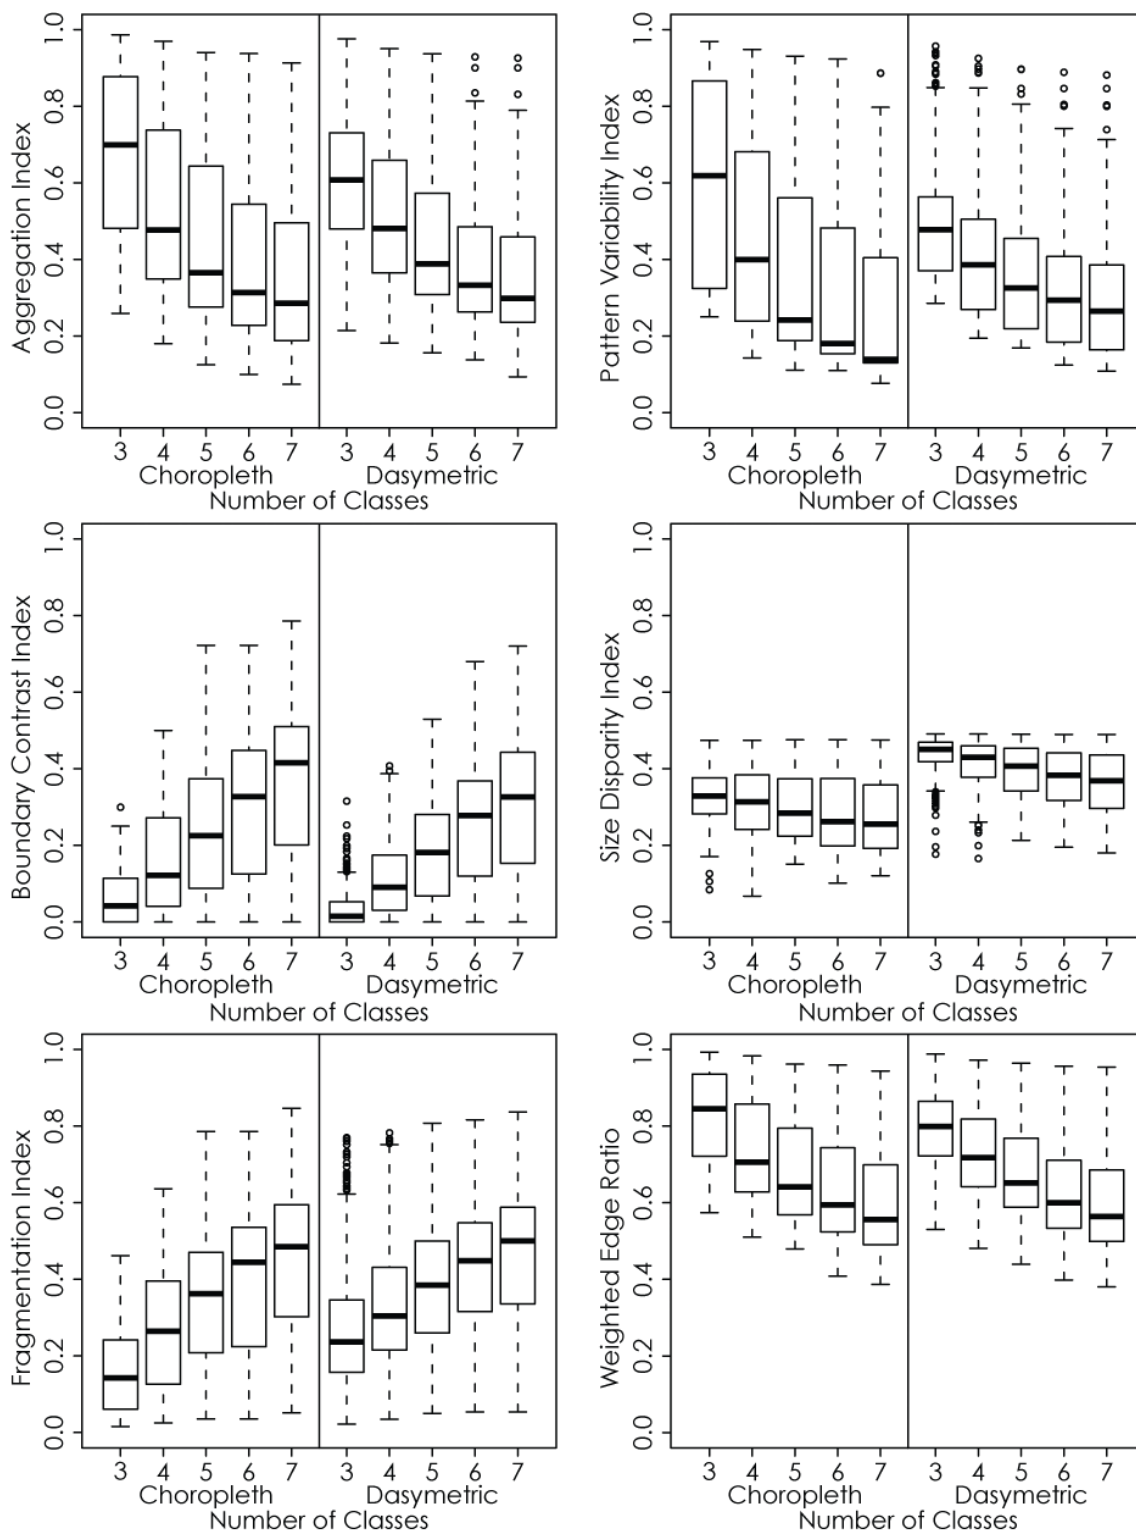 Aggregation Index
1.0
0.8
0.6
0.4
0.2
0.0
3 4 5 6 7 3 4 5 6 7
Choropleth Dasymetric
Number of Classes
Pattern Variability Index
1.0
0.8
0.6
0.4
0.2
0.0
3 4 5 6 7 3 4 5 6 7
Choropleth Dasymetric
Number of Classes
Boundary Contrast Index
1.0
0.8
0.6
0.4
0.2
0.0
3 4 5 6 7 3 4 5 6 7
Choropleth Dasymetric
Number of Classes
Size Disparity Index
1.0
0.8
0.6
0.4
0.2
0.0
3 4 5 6 7 3 4 5 6 7
Choropleth Dasymetric
Number of Classes
Fragmentation Index
1.0
0.8
0.6
0.4
0.2
0.0
3 4 5 6 7 3 4 5 6 7
Choropleth Dasymetric
Number of Classes
Weighted Edge Ratio
1.0
0.8
0.6
0.4
0.2
0.0
3 4 5 6 7 3 4 5 6 7
Choropleth Dasymetric
Number of Classes